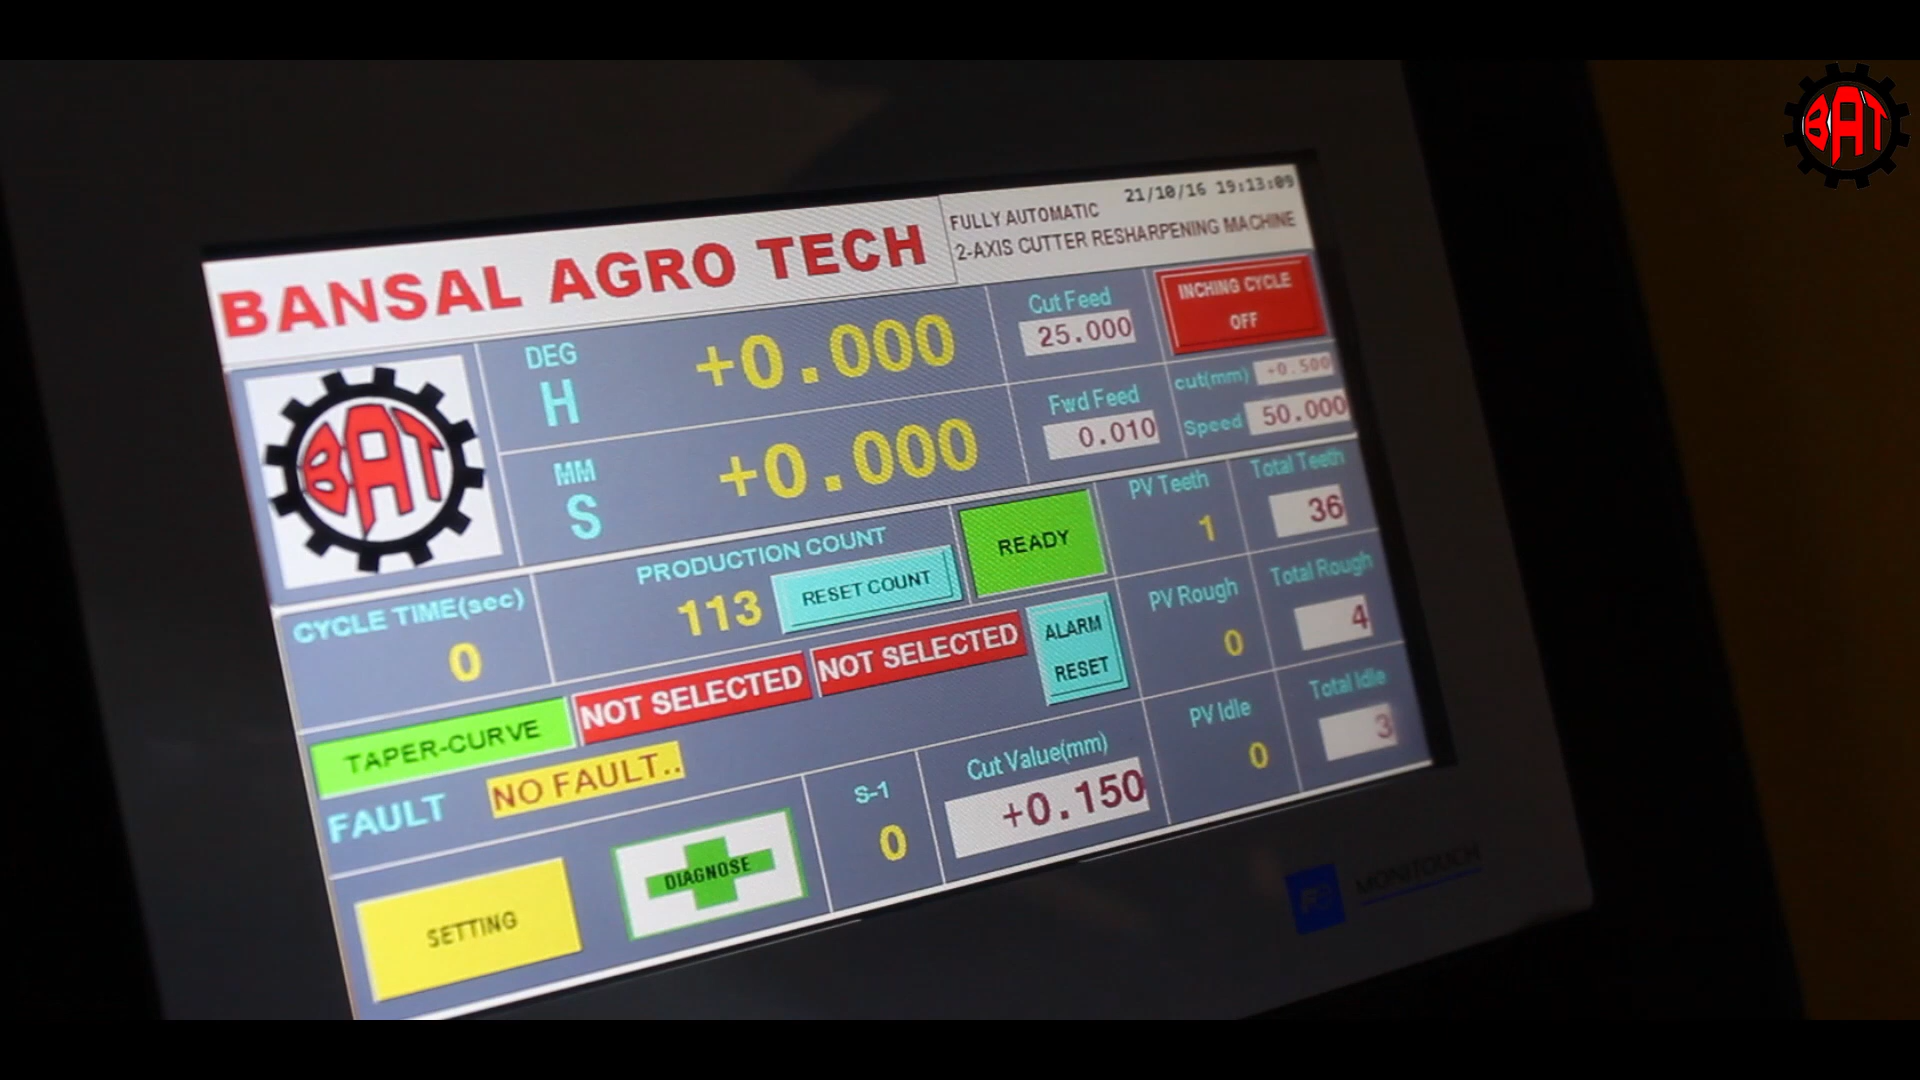 BAT
21/10/16 19:13:09
BANSAL AGRO TECH
FULLY AUTOMATIC
2-AXIS CUTTER RESHARPENING MACHINE
BAT
DEG
H
+0.000
Cut Feed
25.000
INCHING CYCLE
OFF
MM
S
+0.000
Fwd Feed
0.010
cut(mm) +0.500
Speed 50.000
CYCLE TIME(sec)
0
PRODUCTION COUNT
113
RESET COUNT
READY
PV Teeth
1
Total Teeth
36
TAPER-CURVE
NOT SELECTED
NOT SELECTED
ALARM
RESET
PV Rough
0
Total Rough
4
FAULT
NO FAULT..
PV Idle
0
Total Idle
3
SETTING
DIAGNOSE
S-1
0
Cut Value(mm)
+0.150
MONITOUCH